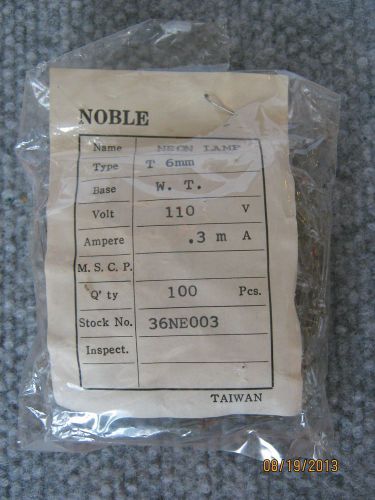 NOBLE
Name NEON LAMP
Type T 6mm
Base W. T.
Volt 110 V
Ampere .3 m A
M. S. C. P.
Q'ty 100 Pcs.
Stock No. 36NE003
Inspect.
TAIWAN
08/19/2013